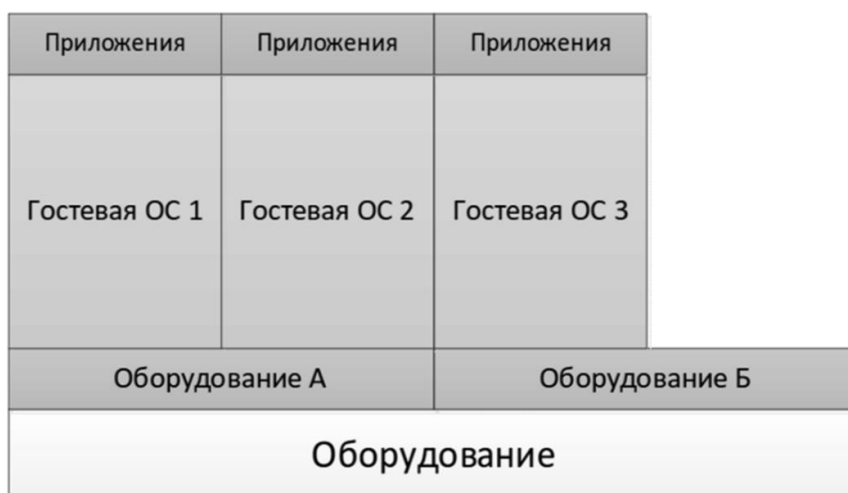 Приложения Приложения Приложения
Гостевая ОС 1 Гостевая ОС 2 Гостевая ОС 3
Оборудование А Оборудование Б
Оборудование